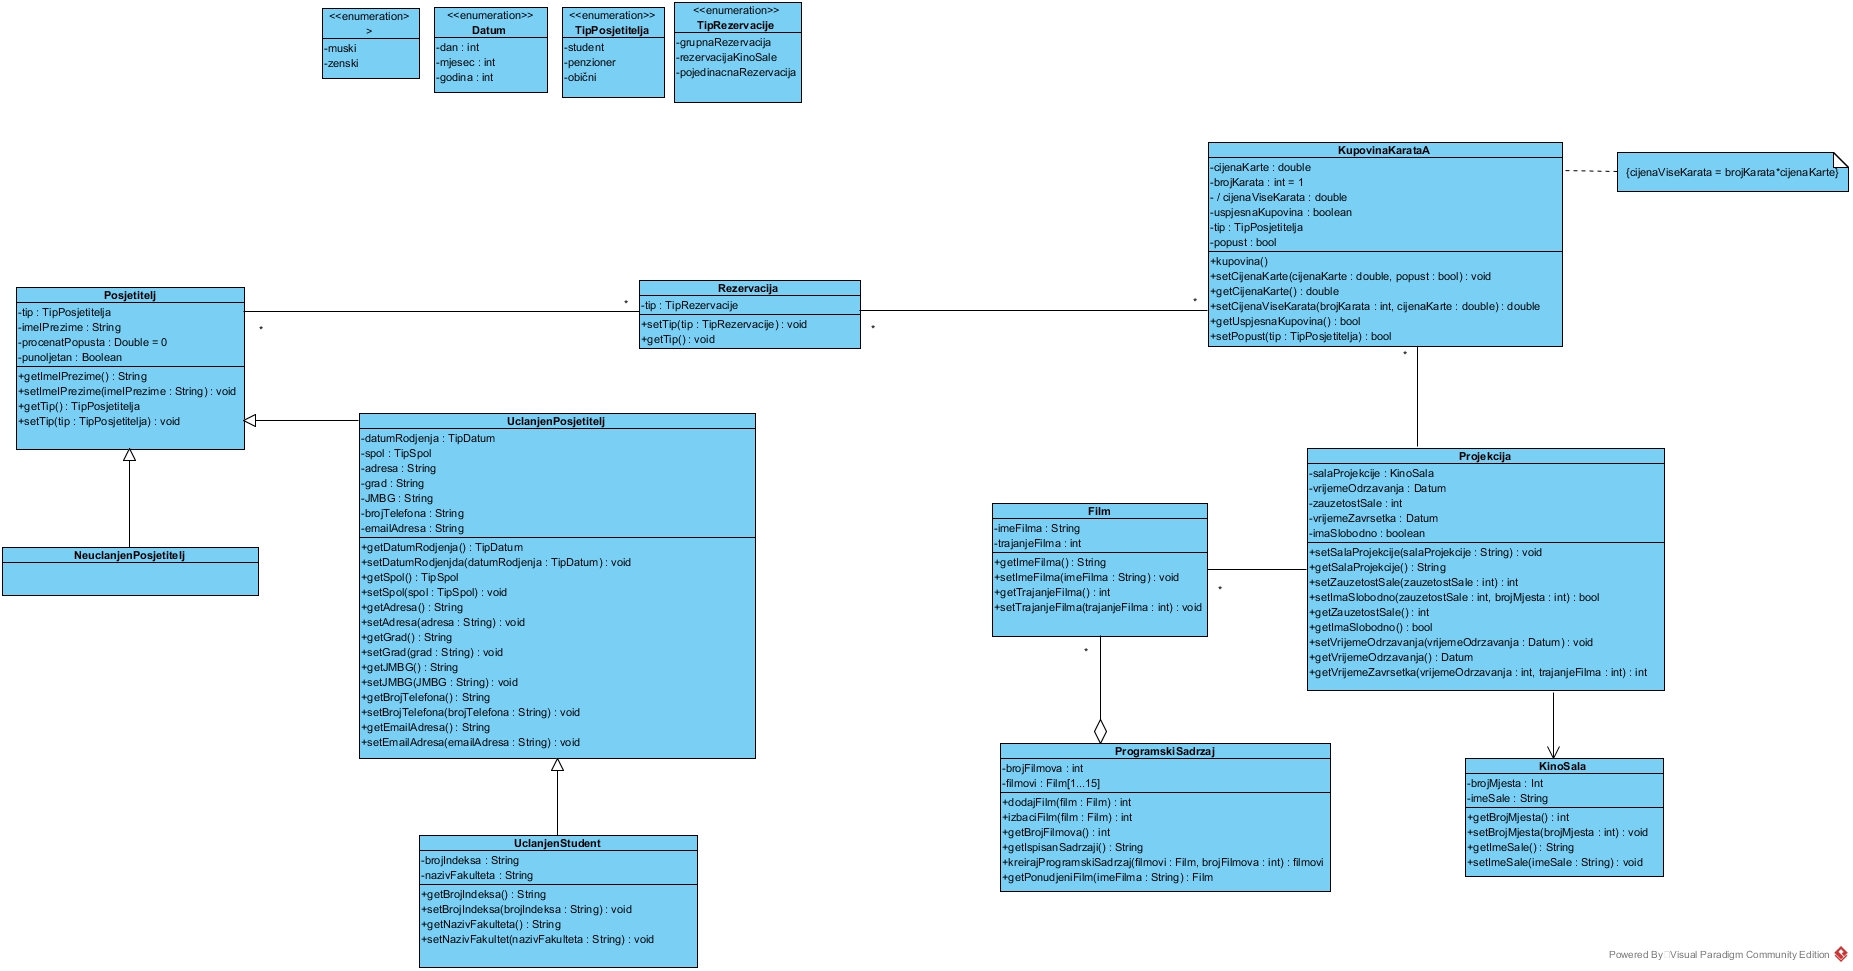 <<enumeration>
>
-muski
-zenski
<<enumeration>>
Datum
-dan : int
-mjesec : int
-godina : int
<<enumeration>>
TipPosjetitelja
-student
-penzioner
-obični
<<enumeration>>
TipRezervacije
-grupnaRezervacija
-rezervacijaKinoSale
-pojedinacnaRezervacija
KupovinaKarataA
-cijenaKarte : double
-brojKarata : int = 1
- / cijenaViseKarata : double
-uspjesnaKupovina : boolean
-tip : TipPosjetitelja
-popust : bool
+kupovina()
+setCijenaKarte(cijenaKarte : double, popust : bool) : void
+getCijenaKarte() : double
+setCijenaViseKarata(brojKarata : int, cijenaKarte : double) : double
+getUspjesnaKupovina() : bool
+setPopust(tip : TipPosjetitelja) : bool
{cijenaViseKarata = brojKarata*cijenaKarte}
Posjetitelj
-tip : TipPosjetitelja
-imeIPrezime : String
-procenatPopusta : Double = 0
-punoljetan : Boolean
+getImeIPrezime() : String
+setImeIPrezime(imeIPrezime : String) : void
+getTip() : TipPosjetitelja
+setTip(tip : TipPosjetitelja) : void
*
*
Rezervacija
-tip : TipRezervacije
+setTip(tip : TipRezervacije) : void
+getTip() : void
*
*
*
UclanjenPosjetitelj
-datumRodjenja : TipDatum
-spol : TipSpol
-adresa : String
-grad : String
-JMBG : String
-brojTelefona : String
-emailAdresa : String
+getDatumRodjenja() : TipDatum
+setDatumRodjenjda(datumRodjenja : TipDatum) : void
+getSpol() : TipSpol
+setSpol(spol : TipSpol) : void
+getAdresa() : String
+setAdresa(adresa : String) : void
+getGrad() : String
+setGrad(grad : String) : void
+getJMBG() : String
+setJMBG(JMBG : String) : void
+getBrojTelefona() : String
+setBrojTelefona(brojTelefona : String) : void
+getEmailAdresa() : String
+setEmailAdresa(emailAdresa : String) : void
NeuclanjenPosjetitelj
Film
-imeFilma : String
-trajanjeFilma : int
+getImeFilma() : String
+setImeFilma(imeFilma : String) : void
+getTrajanjeFilma() : int
+setTrajanjeFilma(trajanjeFilma : int) : void
*
*
Projekcija
-salaProjekcije : KinoSala
-vrijemeOdrzavanja : Datum
-zauzetostSale : int
-vrijemeZavrsetka : Datum
-imaSlobodno : boolean
+setSalaProjekcije(salaProjekcije : String) : void
+getSalaProjekcije() : String
+setZauzetostSale(zauzetostSale : int) : int
+setImaSlobodno(zauzetostSale : int, brojMjesta : int) : bool
+getZauzetostSale() : int
+getImaSlobodno() : bool
+setVrijemeOdrzavanja(vrijemeOdrzavanja : Datum) : void
+getVrijemeOdrzavanja() : Datum
+getVrijemeZavrsetka(vrijemeOdrzavanja : int, trajanjeFilma : int) : int
ProgramskiSadrzaj
-brojFilmova : int
-filmovi : Film[1...15]
+dodajFilm(film : Film) : int
+izbaciFilm(film : Film) : int
+getBrojFilmova() : int
+getIspisanSadrzaji() : String
+kreirajProgramskiSadrzaj(filmovi : Film, brojFilmova : int) : filmovi
+getPonudjeniFilm(imeFilma : String) : Film
KinoSala
-brojMjesta : Int
-imeSale : String
+getBrojMjesta() : int
+setBrojMjesta(brojMjesta : int) : void
+getImeSale() : String
+setImeSale(imeSale : String) : void
UclanjenStudent
-brojIndeksa : String
-nazivFakulteta : String
+getBrojIndeksa() : String
+setBrojIndeksa(brojIndeksa : String) : void
+getNazivFakulteta() : String
+setNazivFakultet(nazivFakulteta : String) : void
Powered By Visual Paradigm Community Edition